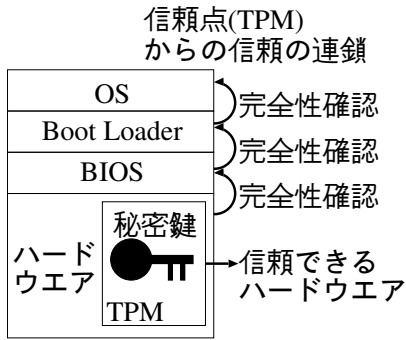 信頼点(TPM)
からの信頼の連鎖
OS
完全性確認
Boot Loader
完全性確認
BIOS
完全性確認
秘密鍵
ハード
ウエア
信頼できる
ハードウエア
TPM